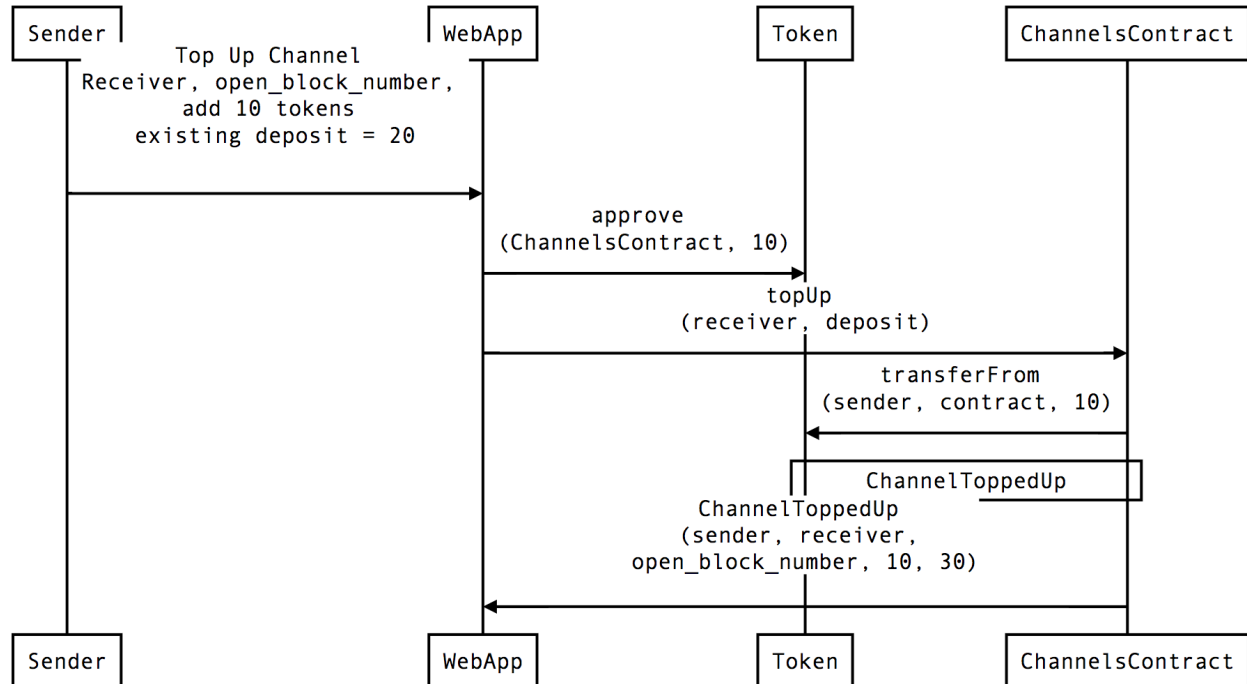 Sender
WebApp
Token
ChannelsContract
Top Up Channel
Receiver, open_block_number,
add 10 tokens
existing deposit = 20
approve
(ChannelsContract, 10)
topUp
(receiver, deposit)
transferFrom
(sender, contract, 10)
ChannelToppedUp
ChannelToppedUp
(sender, receiver,
open_block_number, 10, 30)
Sender
WebApp
Token
ChannelsContract